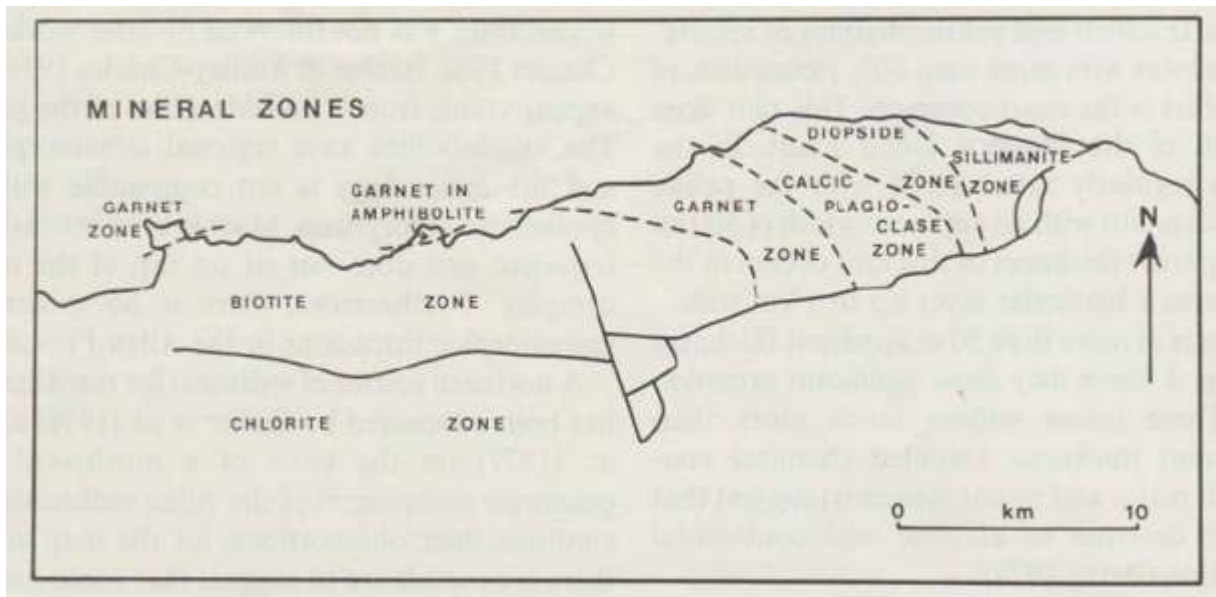 MINERAL ZONES
DIOPSIDE
ZONE
SILLIMANITE
ZONE
CALCIC
PLAGIO-
CLASE
ZONE
GARNET
ZONE
GARNET IN
AMPHIBOLITE
GARNET
ZONE
BIOTITE ZONE
CHLORITE ZONE
N
0 km 10